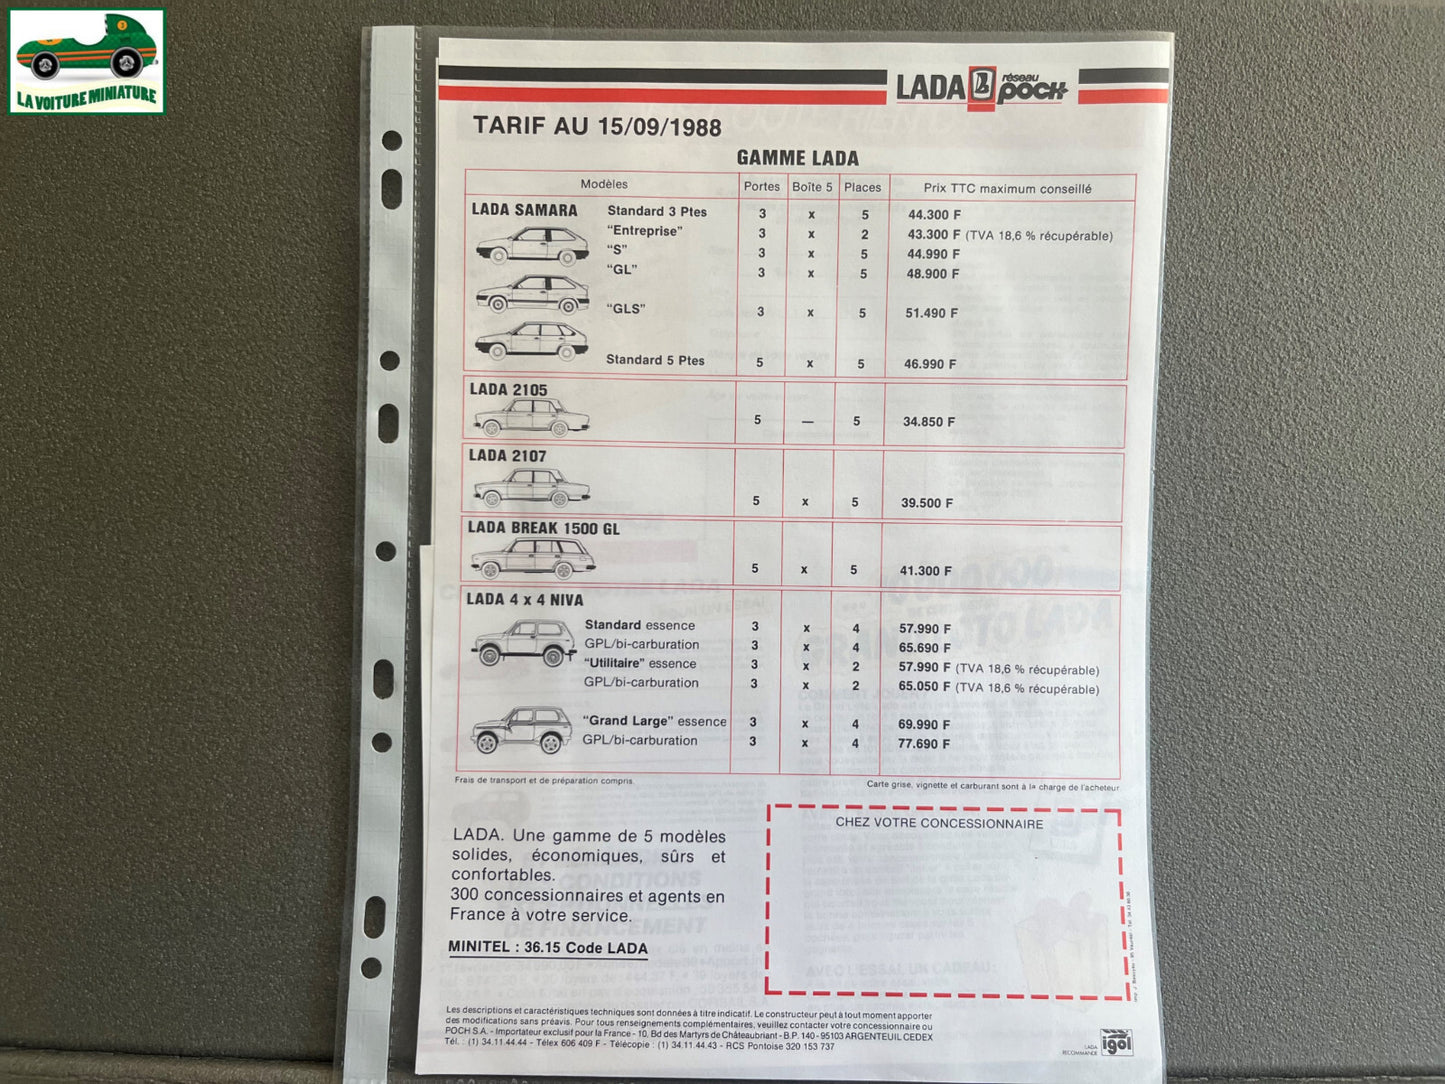 LA VOITURE MINIATURE
LADA réseau POCH
TARIF AU 15/09/1988
GAMME LADA
Modèles Portes Boîte 5 Places Prix TTC maximum conseillé
LADA SAMARA Standard 3 Ptes 3 x 5 44.300 F
"Entreprise" 3 x 2 43.300 F (TVA 18,6 % récupérable)
"S" 3 x 5 44.990 F
"GL" 3 x 5 48.900 F
"GLS" 3 x 5 51.490 F
Standard 5 Ptes 5 x 5 46.990 F
LADA 2105
5 — 5 34.850 F
LADA 2107
5 x 5 39.500 F
LADA BREAK 1500 GL
5 x 5 41.300 F
LADA 4 x 4 NIVA
Standard essence 3 x 4 57.990 F
GPL/bi-carburation 3 x 4 65.690 F
"Utilitaire" essence 3 x 2 57.990 F (TVA 18,6 % récupérable)
GPL/bi-carburation 3 x 2 65.050 F (TVA 18,6 % récupérable)
"Grand Large" essence 3 x 4 69.990 F
GPL/bi-carburation 3 x 4 77.690 F
Frais de transport et de préparation compris. Carte grise, vignette et carburant sont à la charge de l'acheteur.
LADA. Une gamme de 5 modèles
solides, économiques, sûrs et
confortables.
300 concessionnaires et agents en
France à votre service.
MINITEL : 36.15 Code LADA
CHEZ VOTRE CONCESSIONNAIRE
Les descriptions et caractéristiques techniques sont données à titre indicatif. Le constructeur peut à tout moment apporter
des modifications sans préavis. Pour tous renseignements complémentaires, veuillez contacter votre concessionnaire ou
POCH S.A. - Importateur exclusif pour la France - 10, Bd des Martyrs de Châteaubriant - B.P. 140 - 95103 ARGENTEUIL CEDEX
Tél. : (1) 34.11.44.44 - Télex 606 409 F - Télécopie : (1) 34.11.44.43 - RCS Pontoise 320 153 737
LADA
RECOMMANDE
igol